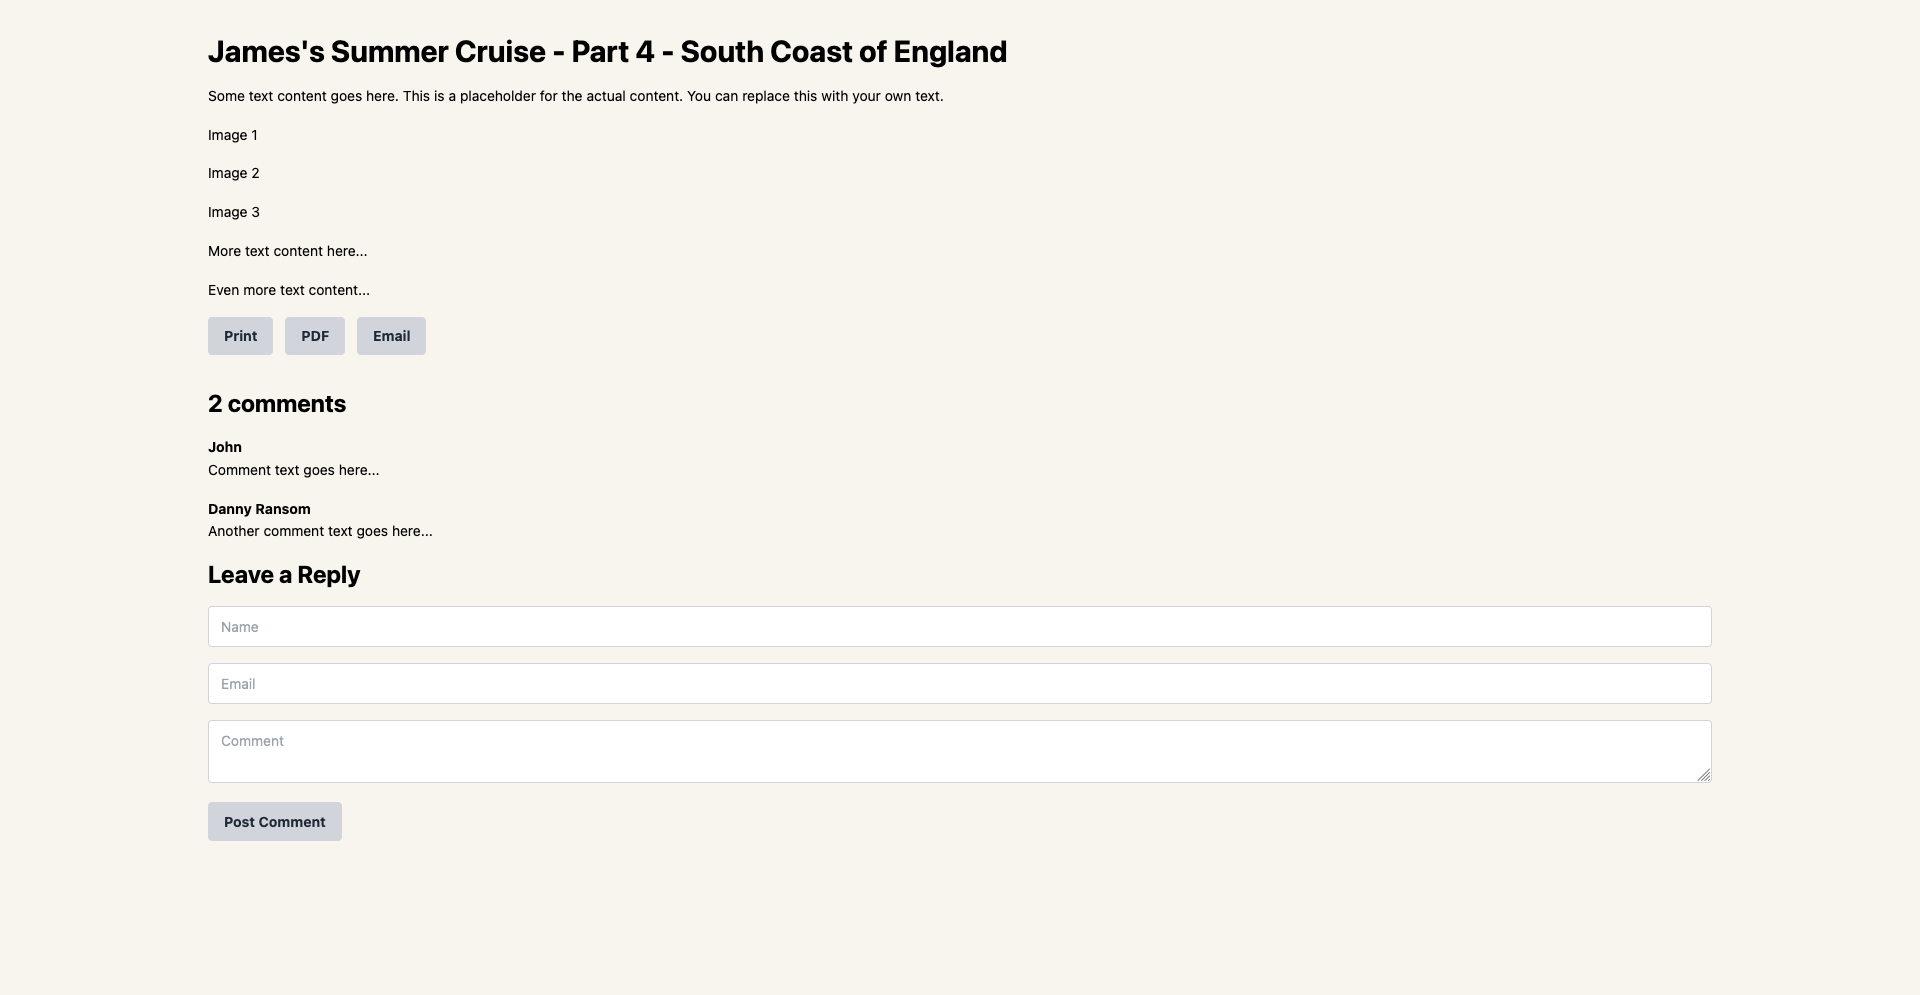 James's Summer Cruise - Part 4 - South Coast of England
Some text content goes here. This is a placeholder for the actual content. You can replace this with your own text.
Image 1
Image 2
Image 3
More text content here...
Even more text content...
Print PDF Email
2 comments
John
Comment text goes here...
Danny Ransom
Another comment text goes here...
Leave a Reply
Name
Email
Comment
Post Comment